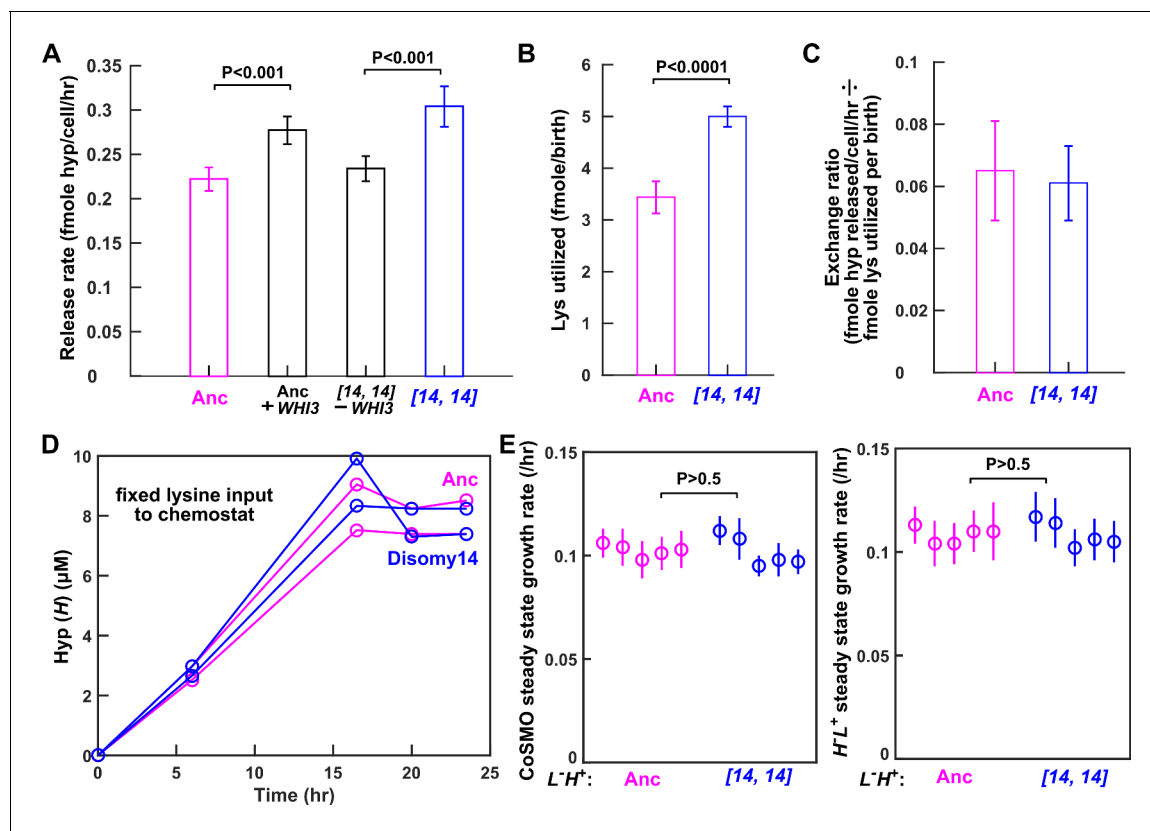 A
Release rate (fmole hyp/cell/hr)
0.35
0.3
0.25
0.2
0.15
0.1
0.05
0
P<0.001
P<0.001
Anc
Anc
+ WHI3
[14, 14]
− WHI3
[14, 14]
B
Lys utilized (fmole/birth)
6
5
4
3
2
1
0
P<0.0001
Anc
[14, 14]
C
Exchange ratio
(fmole hyp released/cell/hr ÷
fmole lys utilized per birth)
0.1
0.08
0.06
0.04
0.02
0
Anc
[14, 14]
D
Hyp (H) (µM)
10
8
6
4
2
0
fixed lysine input
to chemostat
Anc
Disomy14
0
5
10
15
20
25
Time (hr)
E
CoSMO steady state growth rate (/hr)
0.15
0.1
0.05
0
P>0.5
L⁻H⁺:
Anc
[14, 14]
H⁻L⁺ steady state growth rate (/hr)
0.15
0.1
0.05
0
P>0.5
L⁻H⁺:
Anc
[14, 14]